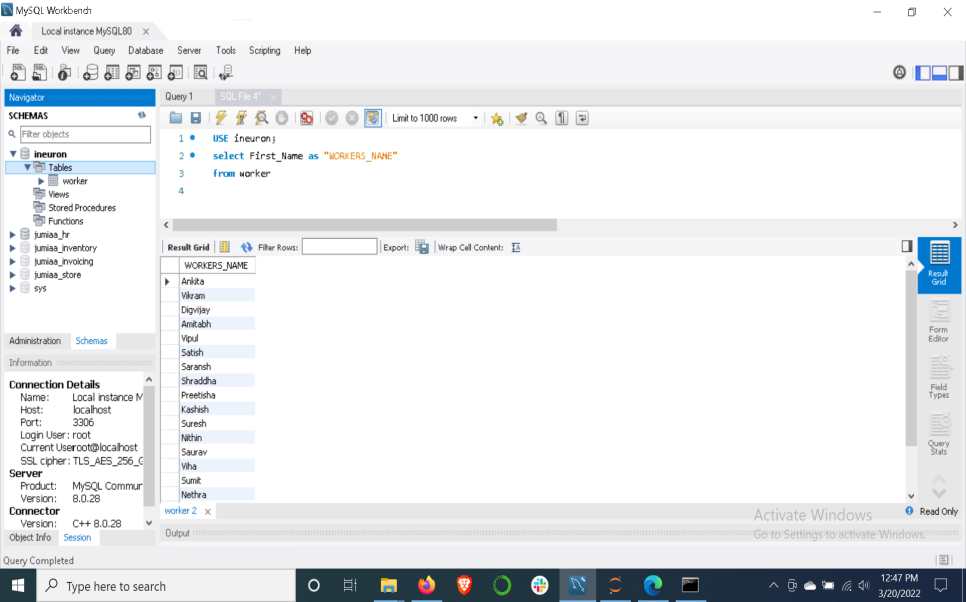 MySQL Workbench
Local instance MySQL80
File Edit View Query Database Server Tools Scripting Help
Navigator
SCHEMAS
Filter objects
ineuron
Tables
worker
Views
Stored Procedures
Functions
jumiaa_hr
jumiaa_inventory
jumiaa_invoicing
jumiaa_store
sys
Administration Schemas
Information
Connection Details
Name: Local instance M
Host: localhost
Port: 3306
Login User: root
Current User root@localhost
SSL cipher: TLS_AES_256_G
Server
Product: MySQL Commur
Version: 8.0.28
Connector
Version: C++ 8.0.28
Object Info Session
Query 1 SQL File 4*
Limit to 1000 rows
1 USE ineuron;
2 select First_Name as "WORKERS_NAME"
3 from worker
4
Result Grid Filter Rows: Export: Wrap Cell Content:
WORKERS_NAME
Ankita
Vikram
Digvijay
Amitabh
Vipul
Satish
Saransh
Shraddha
Preetisha
Kashish
Suresh
Nithin
Saurav
Viha
Sumit
Nethra
Result
Grid
Form
Editor
Field
Types
Query
Stats
worker 2
Read Only
Output
Activate Windows
Go to Settings to activate Windows.
Query Completed
Type here to search
12:47 PM
3/20/2022